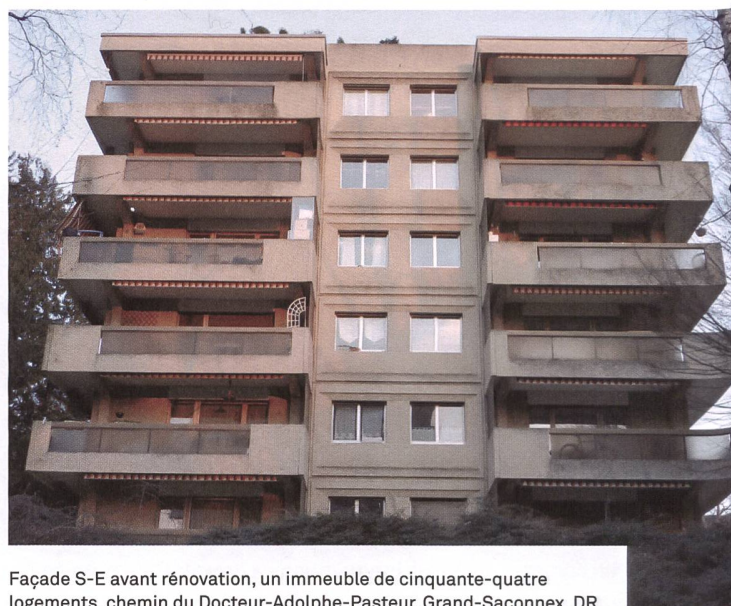 Façade S-E avant rénovation, un immeuble de cinquante-quatre
logements, chemin du Docteur-Adolphe-Pasteur, Grand-Saconnex, DR